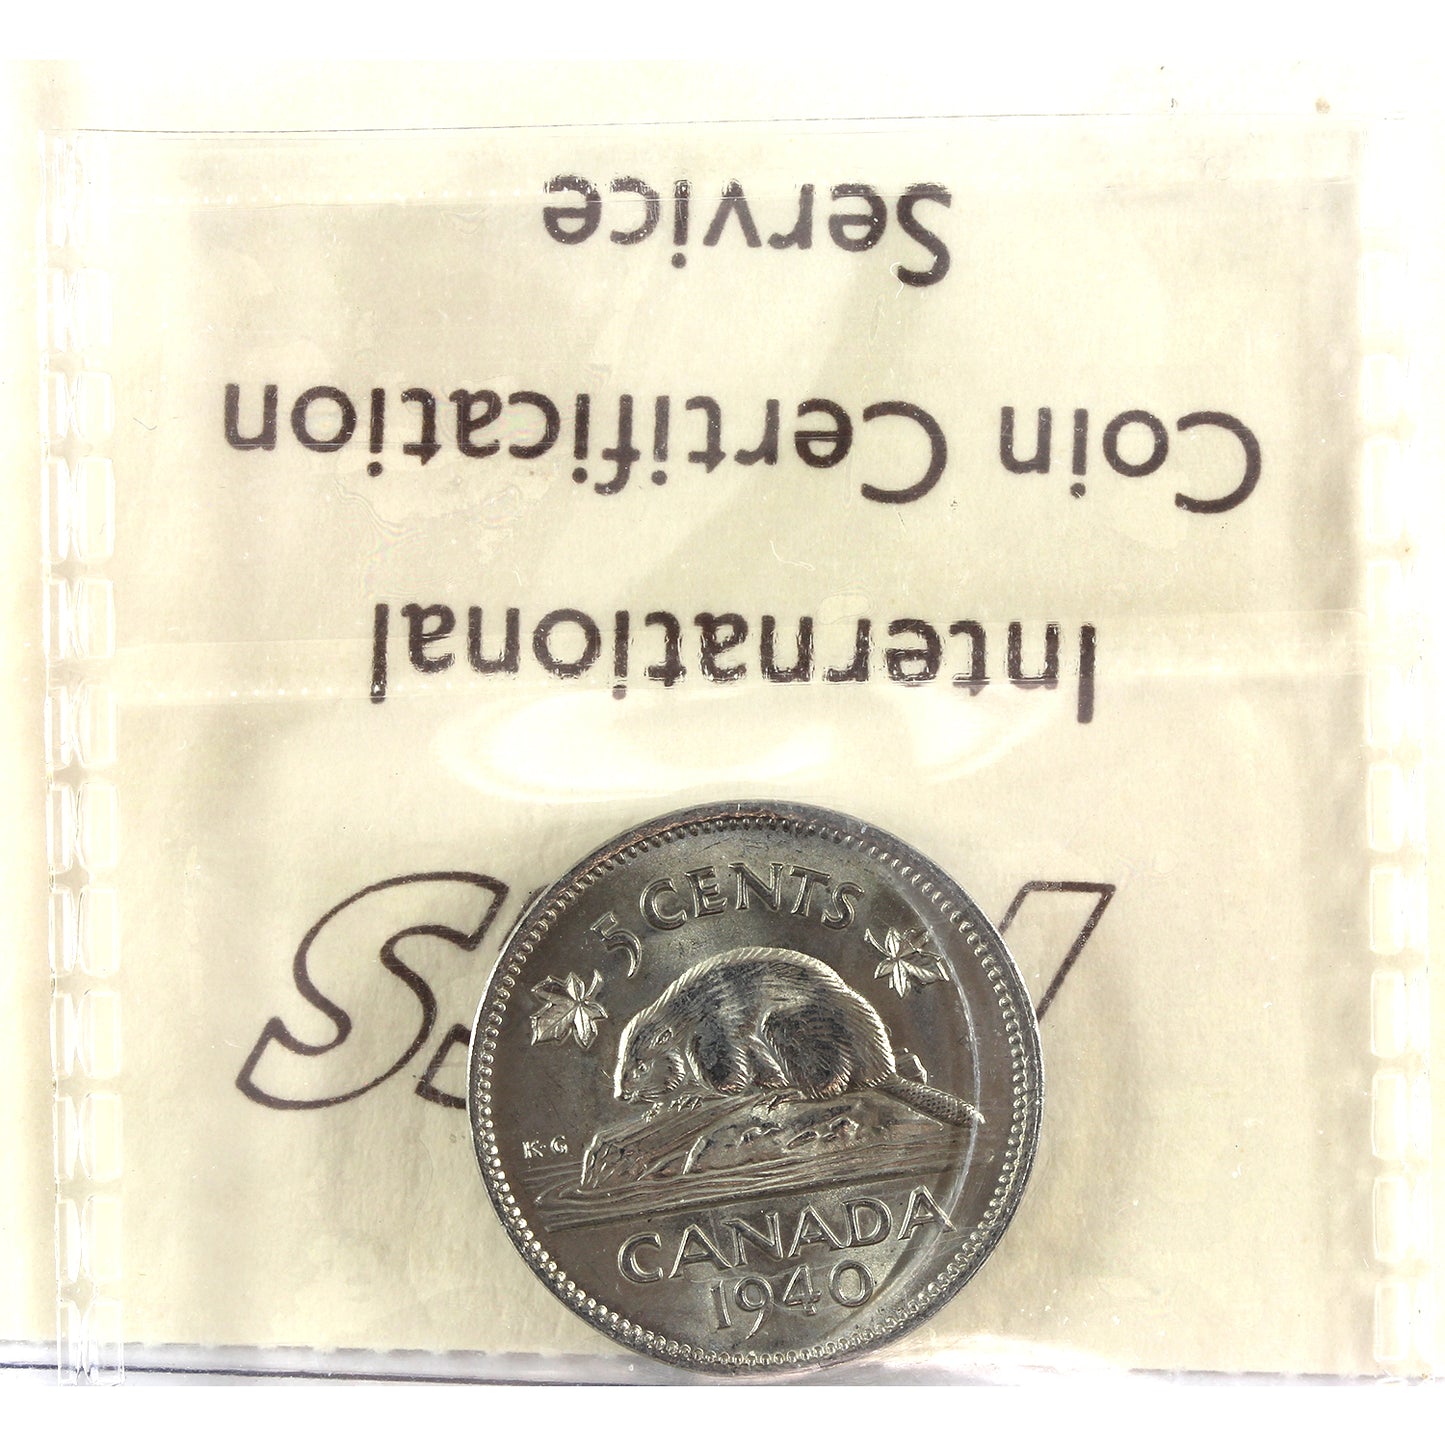 International
Coin Certification
Service
5 CENTS
K·G
CANADA
1940